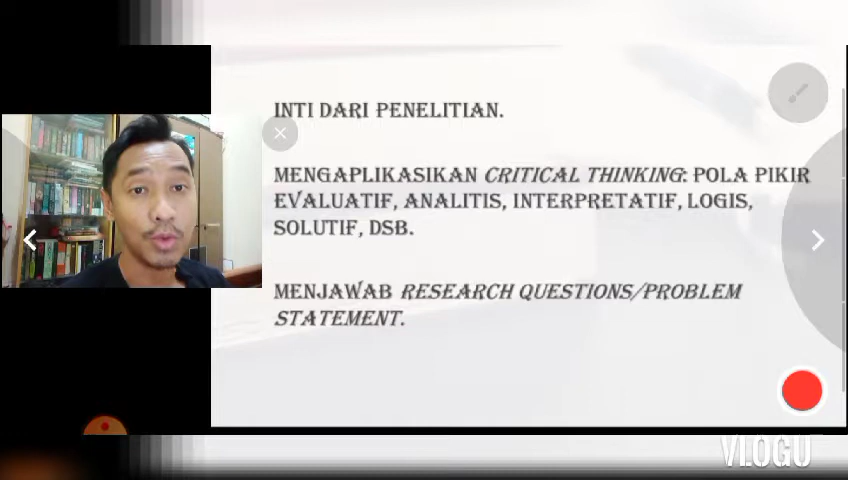 INTI DARI PENELITIAN.
MENGAPLIKASIKAN CRITICAL THINKING: POLA PIKIR
EVALUATIF, ANALITIS, INTERPRETATIF, LOGIS,
SOLUTIF, DSB.
MENJAWAB RESEARCH QUESTIONS/PROBLEM
STATEMENT.
VLOGU